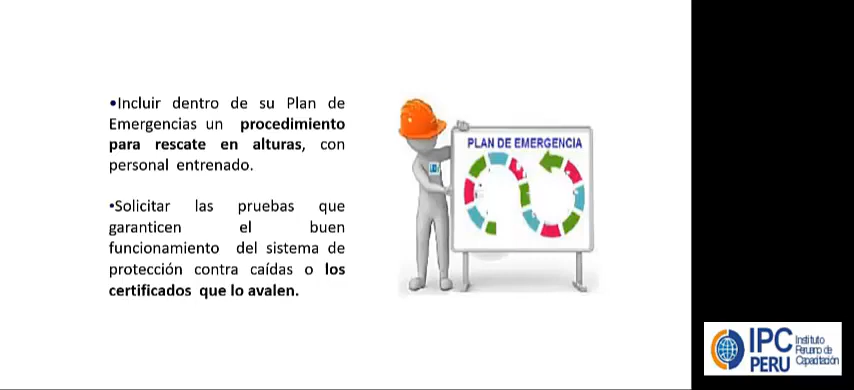 •Incluir dentro de su Plan de
Emergencias un procedimiento
para rescate en alturas, con
personal entrenado.
•Solicitar las pruebas que
garanticen el buen
funcionamiento del sistema de
protección contra caídas o los
certificados que lo avalen.
PLAN DE EMERGENCIA
IPC
PERU
Instituto
Peruano de
Capacitación